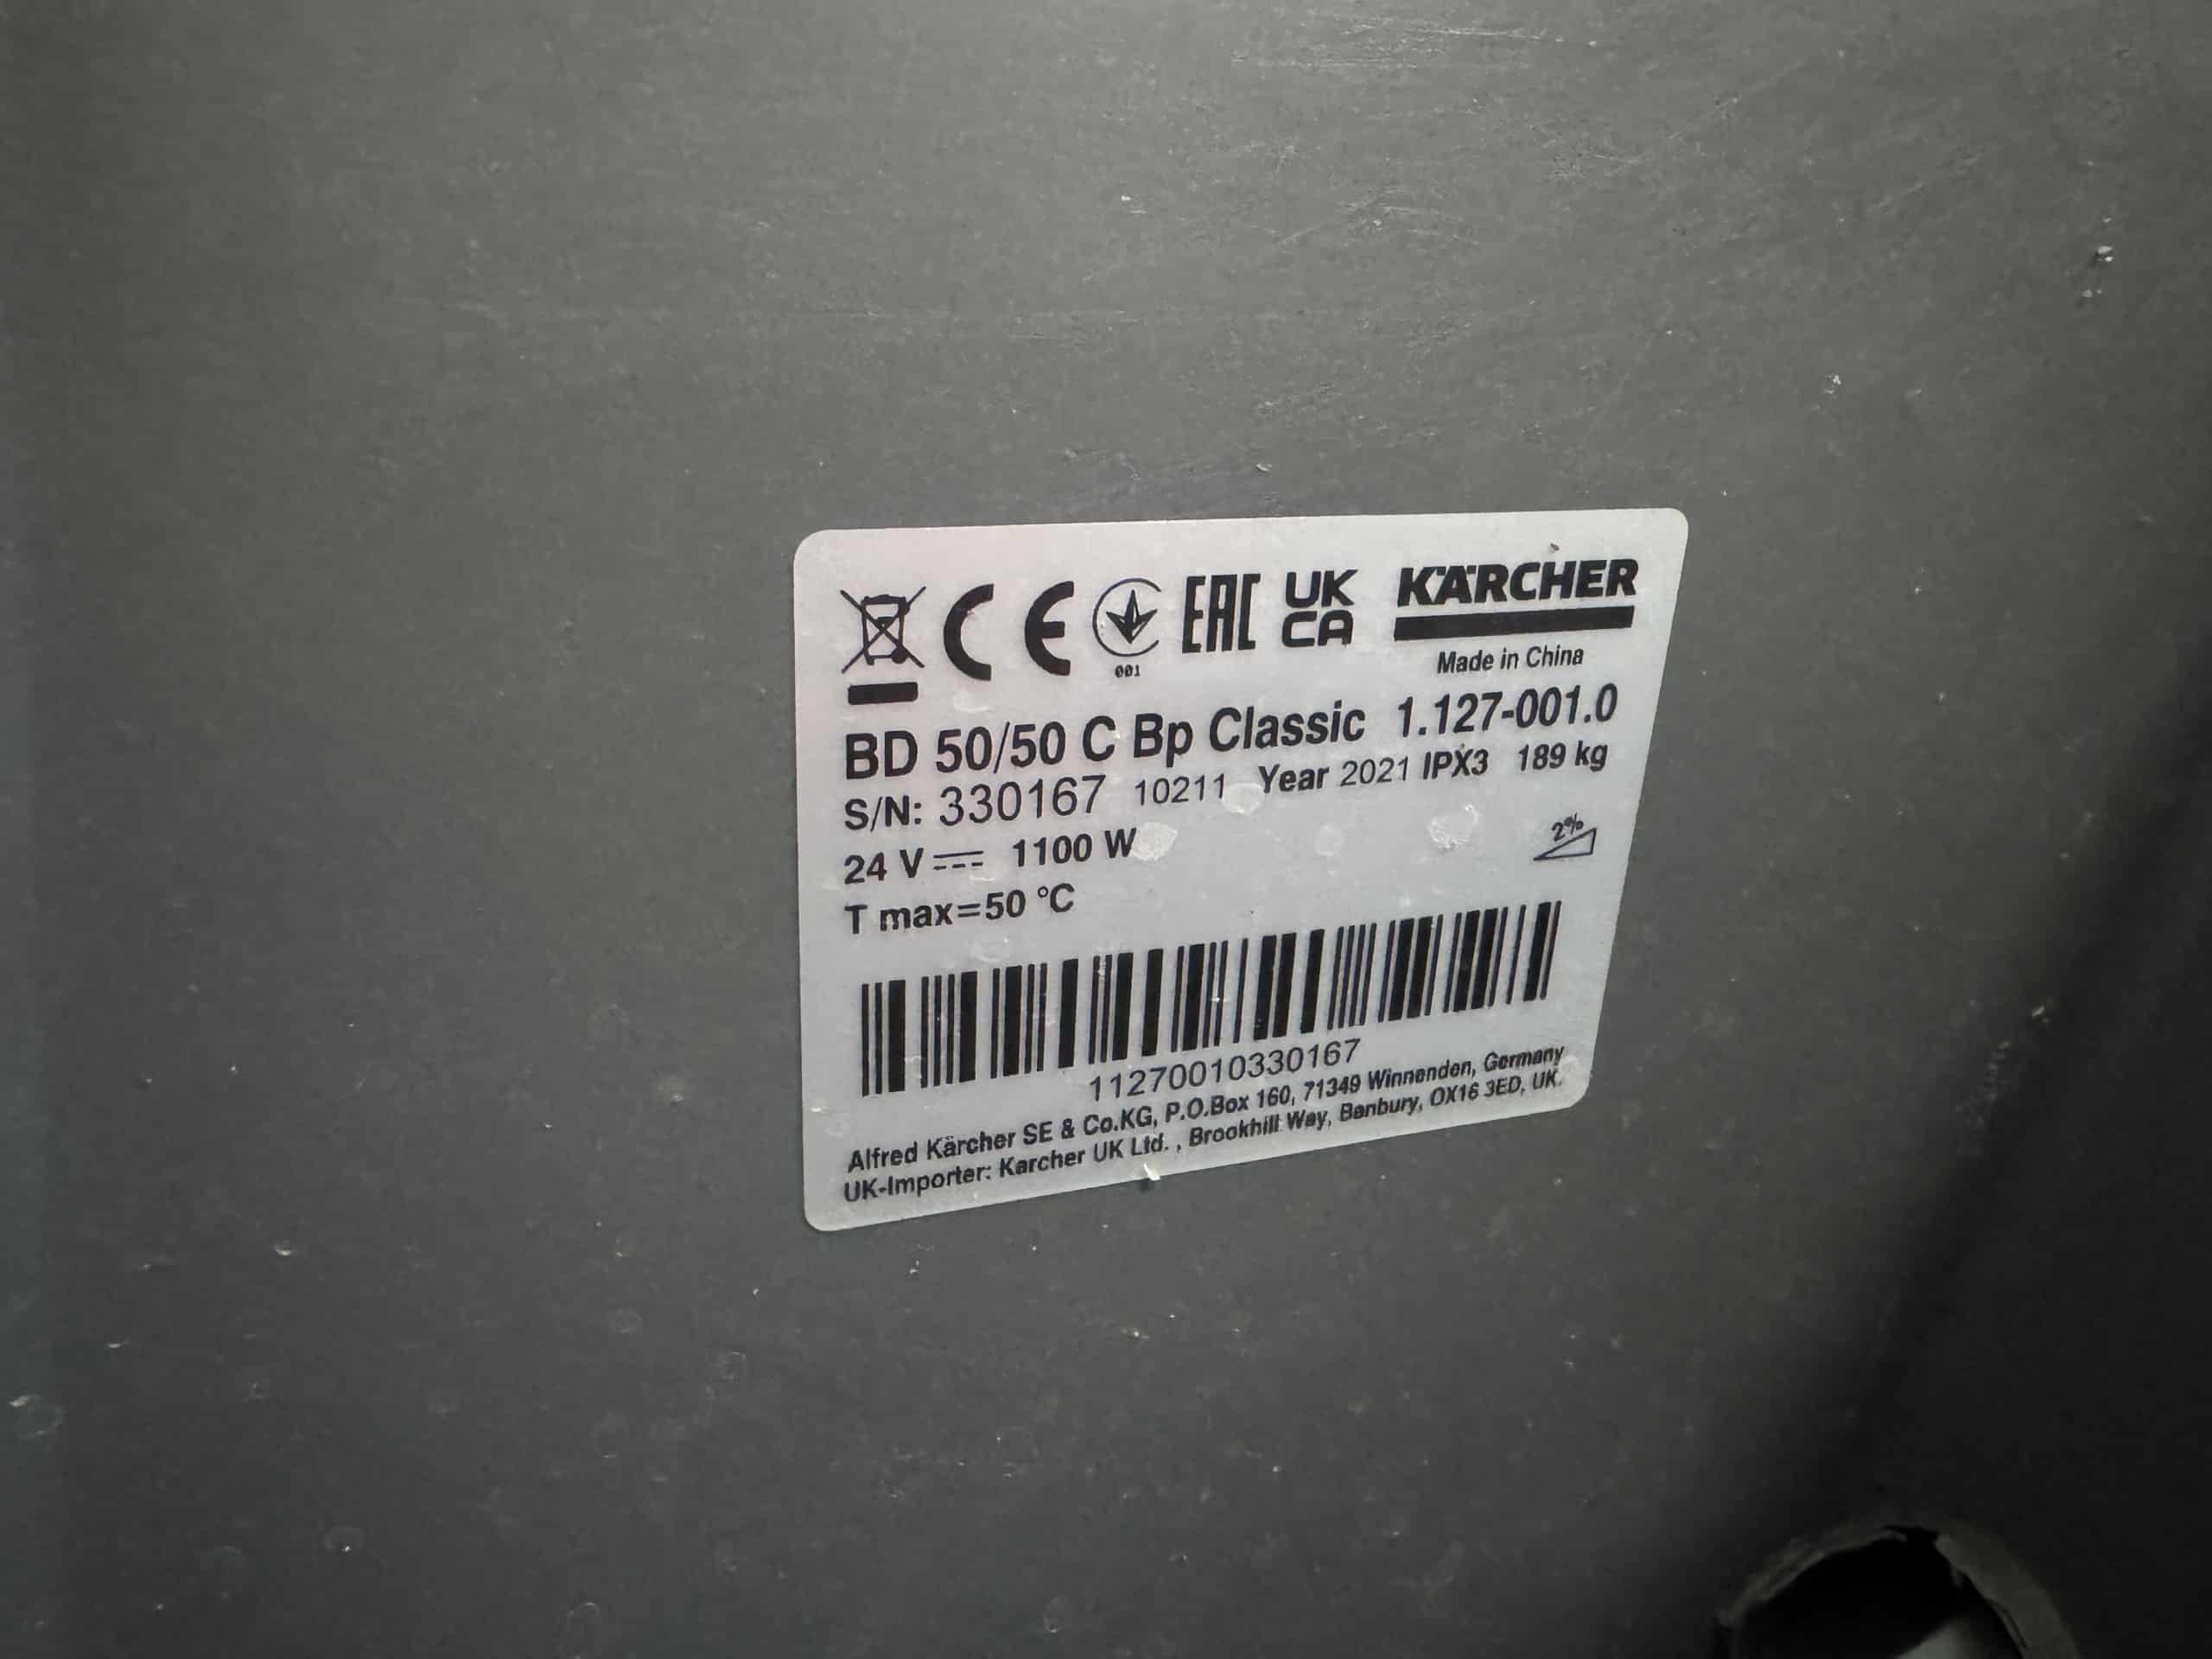 CE 001 EAC UK CA KÄRCHER
Made in China
BD 50/50 C Bp Classic 1.127-001.0
S/N: 330167 10211 Year 2021 IPX3 189 kg
24 V 1100 W
2%
T max=50 °C
11270010330167
Alfred Kärcher SE & Co.KG, P.O.Box 160, 71349 Winnenden, Germany
UK-Importer: Karcher UK Ltd. , Brookhill Way, Banbury, OX16 3ED, UK.